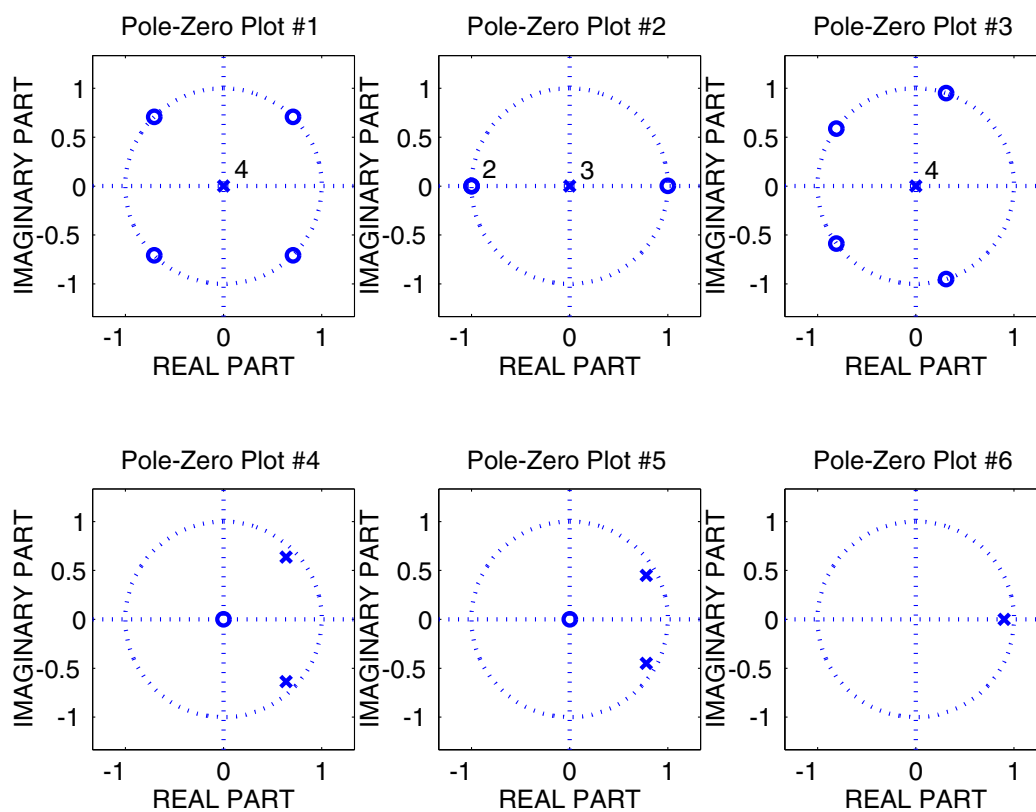 Pole-Zero Plot #1
IMAGINARY PART
1
0.5
0
-0.5
-1
4
-1 0 1
REAL PART
Pole-Zero Plot #2
IMAGINARY PART
1
0.5
0
-0.5
-1
2
3
-1 0 1
REAL PART
Pole-Zero Plot #3
IMAGINARY PART
1
0.5
0
-0.5
-1
4
-1 0 1
REAL PART
Pole-Zero Plot #4
IMAGINARY PART
1
0.5
0
-0.5
-1
-1 0 1
REAL PART
Pole-Zero Plot #5
IMAGINARY PART
1
0.5
0
-0.5
-1
-1 0 1
REAL PART
Pole-Zero Plot #6
IMAGINARY PART
1
0.5
0
-0.5
-1
-1 0 1
REAL PART